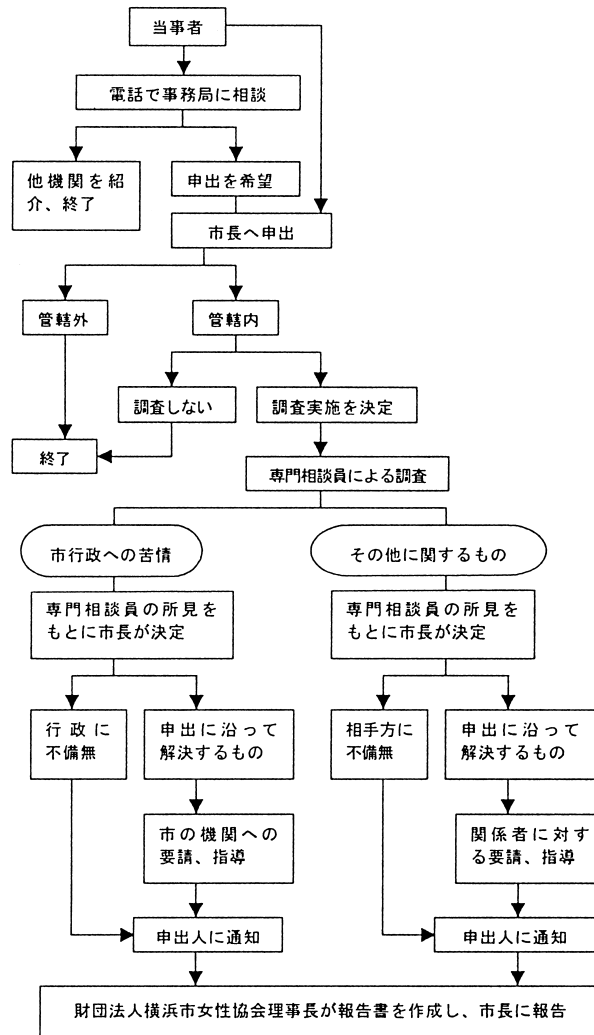 当事者
電話で事務局に相談
他機関を紹
介、終了
申出を希望
市長へ申出
管轄外
管轄内
調査しない
調査実施を決定
終了
専門相談員による調査
市行政への苦情
その他に関するもの
専門相談員の所見を
もとに市長が決定
専門相談員の所見を
もとに市長が決定
行政に
不備無
申出に沿って
解決するもの
相手方に
不備無
申出に沿って
解決するもの
市の機関への
要請、指導
関係者に対す
る要請、指導
申出人に通知
申出人に通知
財団法人横浜市女性協会理事長が報告書を作成し、市長に報告